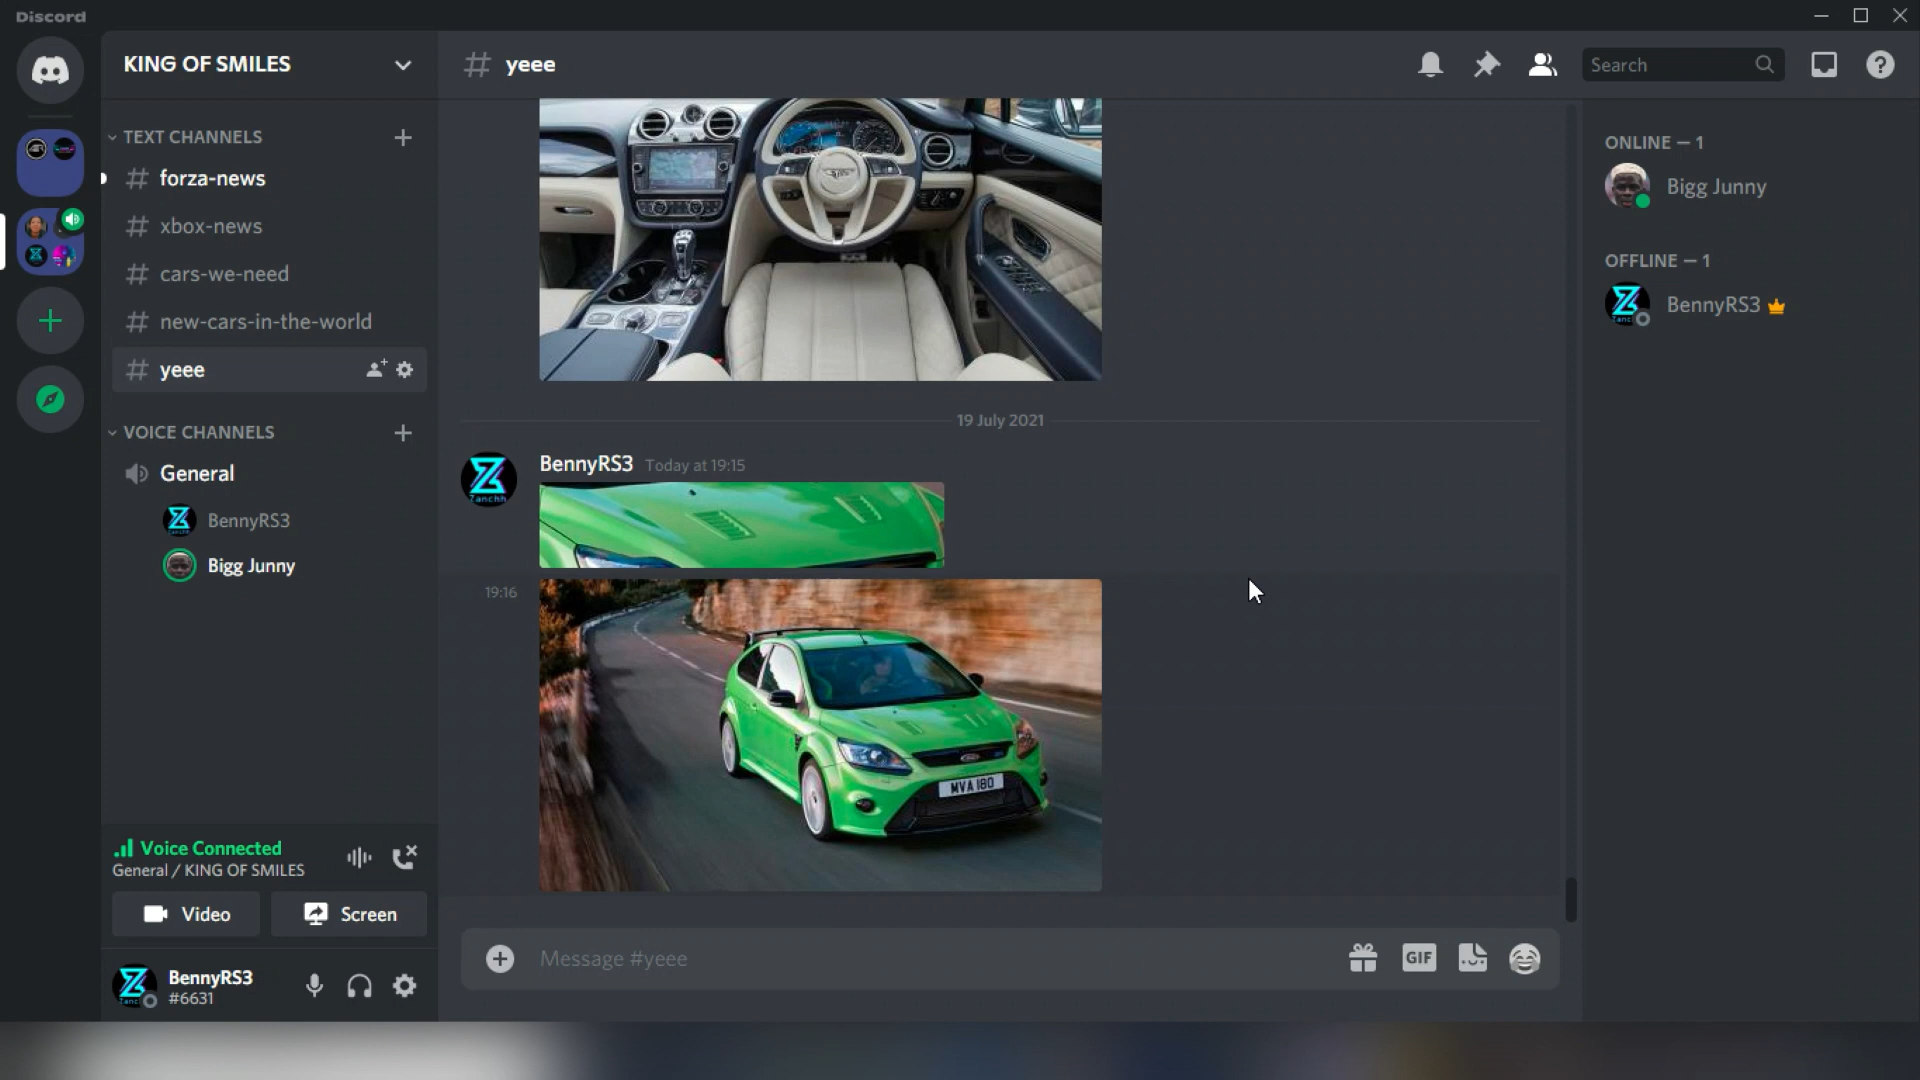 Discord
KING OF SMILES
yeee
Search
TEXT CHANNELS
forza-news
xbox-news
cars-we-need
new-cars-in-the-world
yeee
VOICE CHANNELS
General
BennyRS3
Bigg Junny
Voice Connected
General / KING OF SMILES
Video
Screen
BennyRS3
#6631
19 July 2021
BennyRS3 Today at 19:15
Zanchh
19:16
MVA 180
Message #yeee
GIF
ONLINE — 1
Bigg Junny
OFFLINE — 1
BennyRS3